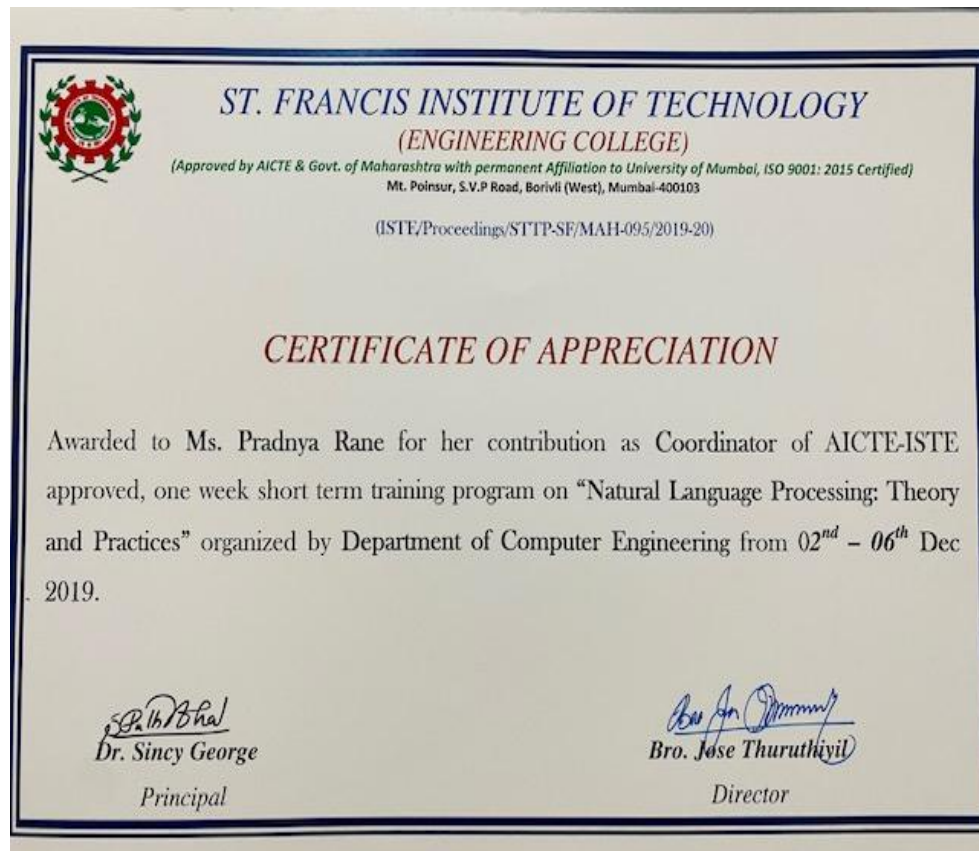 ST. FRANCIS INSTITUTE OF TECHNOLOGY
(ENGINEERING COLLEGE)
(Approved by AICTE & Govt. of Maharashtra with permanent Affiliation to University of Mumbai, ISO 9001: 2015 Certified)
Mt. Poinsur, S.V.P Road, Borivli (West), Mumbai-400103
(ISTE/Proceedings/STTP-SF/MAH-095/2019-20)
CERTIFICATE OF APPRECIATION
Awarded to Ms. Pradnya Rane for her contribution as Coordinator of AICTE-ISTE
approved, one week short term training program on “Natural Language Processing: Theory
and Practices” organized by Department of Computer Engineering from 02nd – 06th Dec
2019.
Dr. Sincy George
Bro. Jose Thuruthiyil
Principal
Director